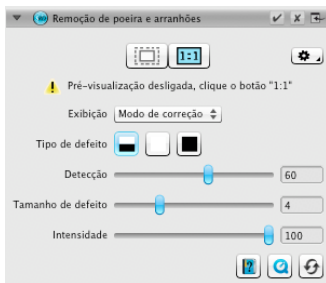 Remoção de poeira e arranhões
1:1
Pré-visualização desligada, clique o botão "1:1"
Exibição Modo de correção
Tipo de defeito
Detecção 60
Tamanho de defeito 4
Intensidade 100